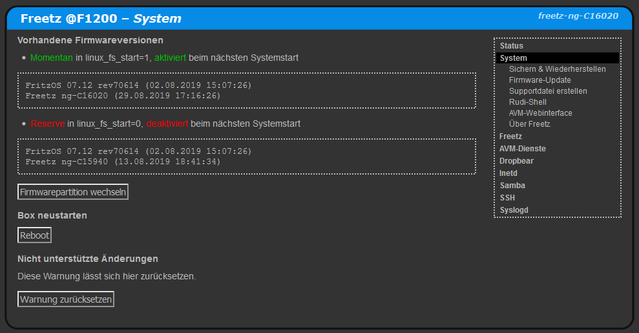 Freetz @F1200 – System
freetz-ng-C16020
Vorhandene Firmwareversionen
Momentan in linux_fs_start=1, aktiviert beim nächsten Systemstart
FritzOS 07.12 rev70614 (02.08.2019 15:07:26)
Freetz ng-C16020 (29.08.2019 17:16:26)
Reserve in linux_fs_start=0, deaktiviert beim nächsten Systemstart
FritzOS 07.12 rev70614 (02.08.2019 15:07:26)
Freetz ng-C15940 (13.08.2019 18:41:34)
Firmwarepartition wechseln
Box neustarten
Reboot
Nicht unterstützte Änderungen
Diese Warnung lässt sich hier zurücksetzen.
Warnung zurücksetzen
Status
System
Sichern & Wiederherstellen
Firmware-Update
Supportdatei erstellen
Rudi-Shell
AVM-Webinterface
Über Freetz
Freetz
AVM-Dienste
Dropbear
Inetd
Samba
SSH
Syslogd